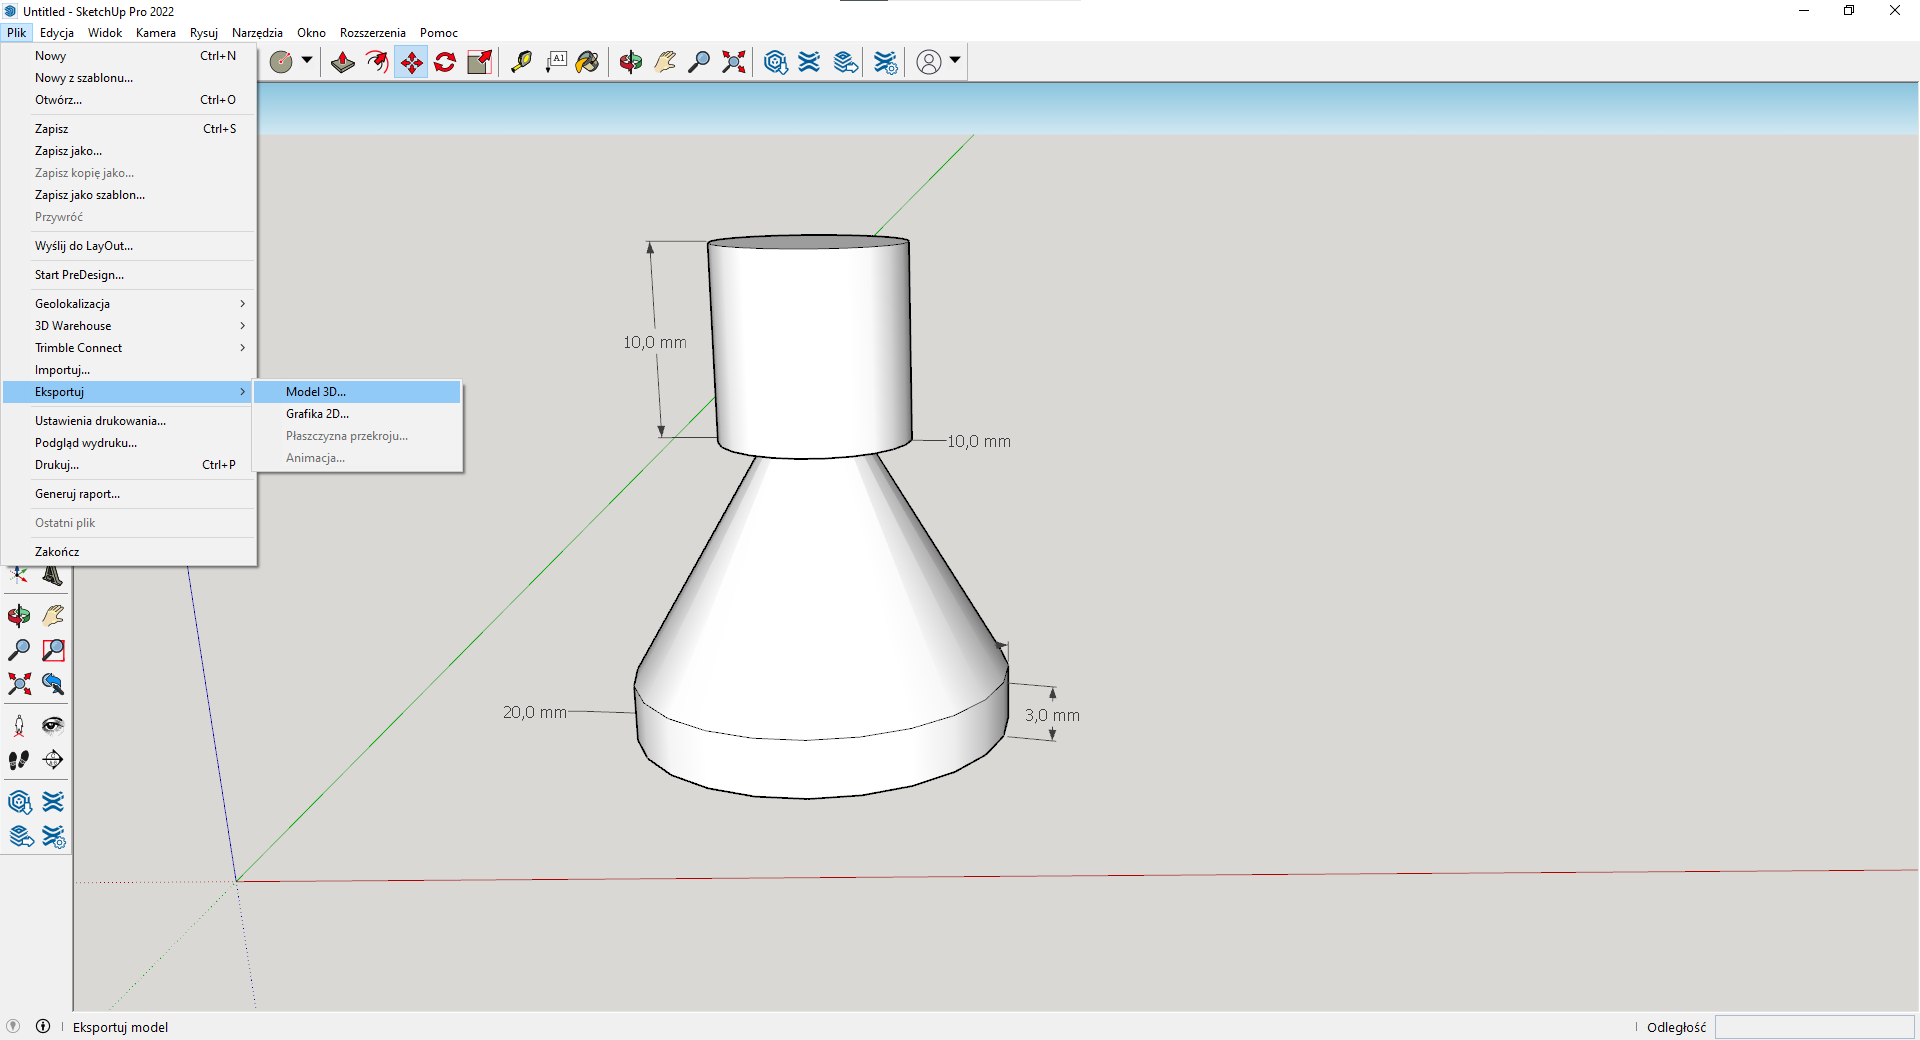 Untitled - SketchUp Pro 2022
Plik Edycja Widok Kamera Rysuj Narzędzia Okno Rozszerzenia Pomoc
Nowy Ctrl+N
Nowy z szablonu...
Otwórz... Ctrl+O
Zapisz Ctrl+S
Zapisz jako...
Zapisz kopię jako...
Zapisz jako szablon...
Przywróć
Wyślij do LayOut...
Start PreDesign...
Geolokalizacja
3D Warehouse
Trimble Connect
Importuj...
Eksportuj
Model 3D...
Grafika 2D...
Płaszczyzna przekroju...
Animacja...
Ustawienia drukowania...
Podgląd wydruku...
Drukuj... Ctrl+P
Generuj raport...
Ostatni plik
Zakończ
A1
10,0 mm
10,0 mm
20,0 mm
3,0 mm
Eksportuj model
Odległość